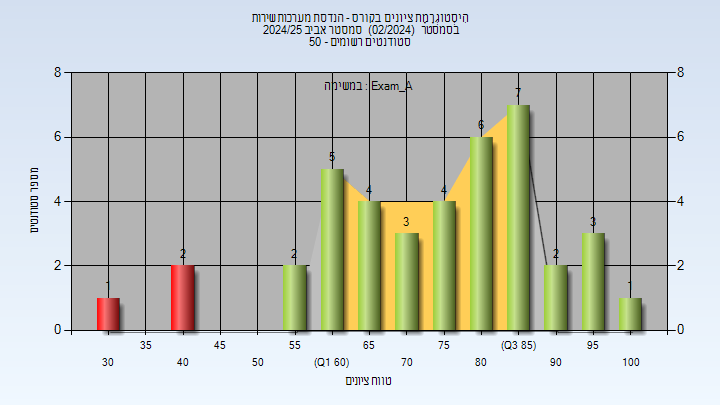 היסטוגרמת ציונים בקורס - הנדסת מערכות שירות
בסמסטר (02/2024) סמסטר אביב 2024/25
סטודנטים רשומים - 50
במשימה : Exam_A
8 8
6 6
4 4
2 2
0 0
מספר סטודנטים
1 2 2 5 4 3 4 6 7 2 3 1
35 45 55 65 75 (Q3 85) 95
30 40 50 (Q1 60) 70 80 90 100
טווח ציונים